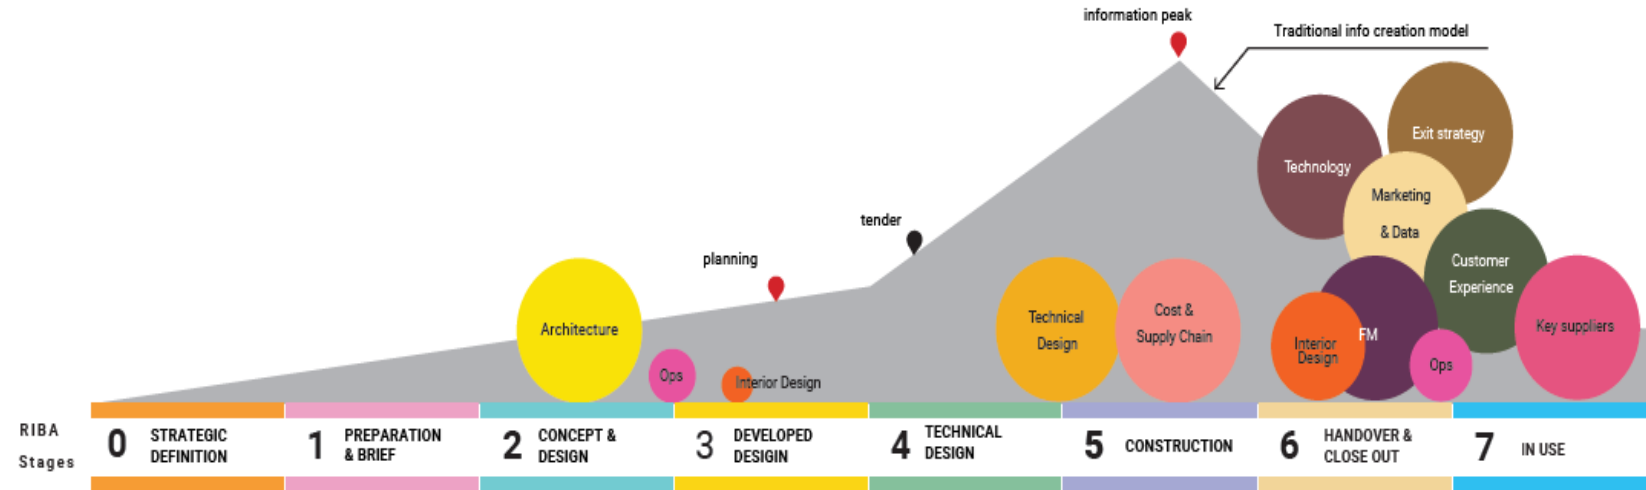 information peak
Traditional info creation model
Technology
Exit strategy
Marketing
& Data
tender
planning
Customer
Experience
Architecture
Technical
Design
Cost &
Supply Chain
Interior
Design
FM
Key suppliers
Ops
Interior Design
Ops
RIBA
Stages
0
STRATEGIC
DEFINITION
1
PREPARATION
& BRIEF
2
CONCEPT &
DESIGN
3
DEVELOPED
DESIGIN
4
TECHNICAL
DESIGN
5
CONSTRUCTION
6
HANDOVER &
CLOSE OUT
7
IN USE